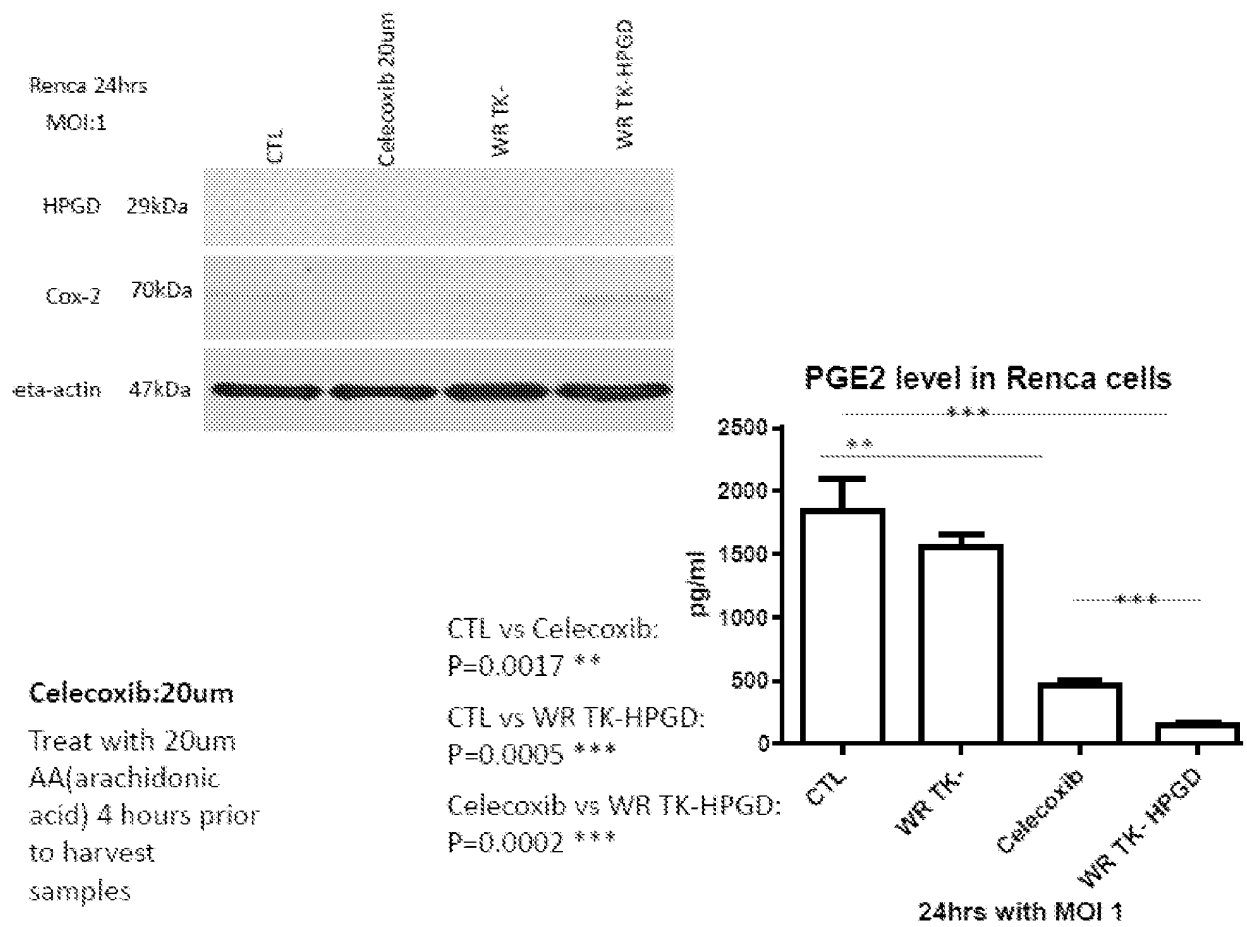 Renca 24hrs
MOI:1
CTL
Celecoxib 20um
WR TK-
WR TK-HPGD
HPGD 29kDa
Cox-2 70kDa
eta-actin 47kDa
PGE2 level in Renca cells
***
**
***
2500
2000
1500
1000
500
0
pg/ml
CTL
WR TK-
Celecoxib
WR TK- HPGD
24hrs with MOI 1
CTL vs Celecoxib:
P=0.0017 **
CTL vs WR TK-HPGD:
P=0.0005 ***
Celecoxib vs WR TK-HPGD:
P=0.0002 ***
Celecoxib:20um
Treat with 20um
AA(arachidonic
acid) 4 hours prior
to harvest
samples